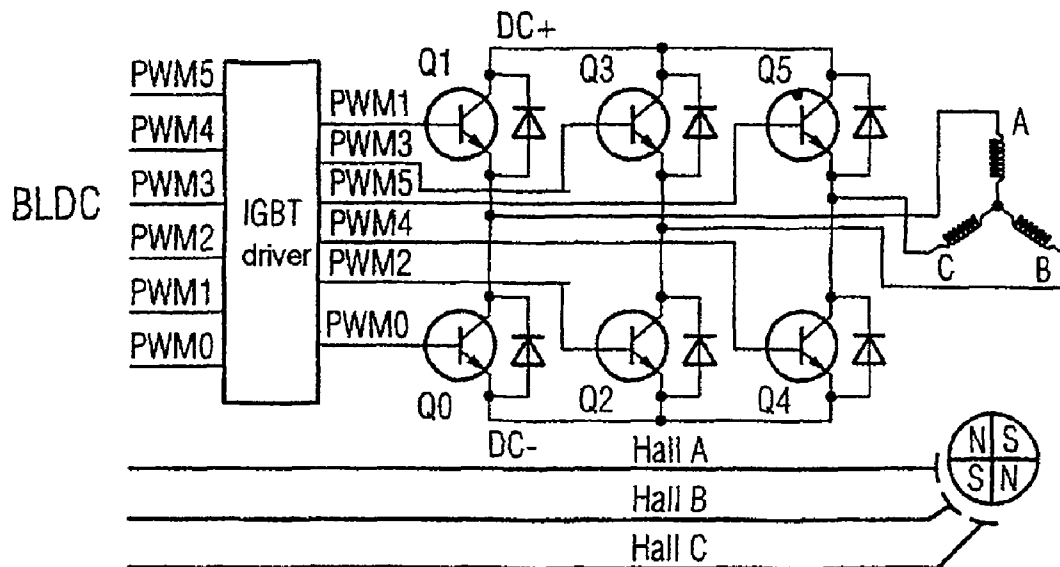 DC+
Q1
Q3
Q5
PWM5
PWM4
PWM3
PWM2
PWM1
PWM0
BLDC
IGBT
driver
PWM1
PWM3
PWM5
PWM4
PWM2
PWM0
A
C
B
Q0
Q2
Q4
DC-
Hall A
Hall B
Hall C
N S
S N